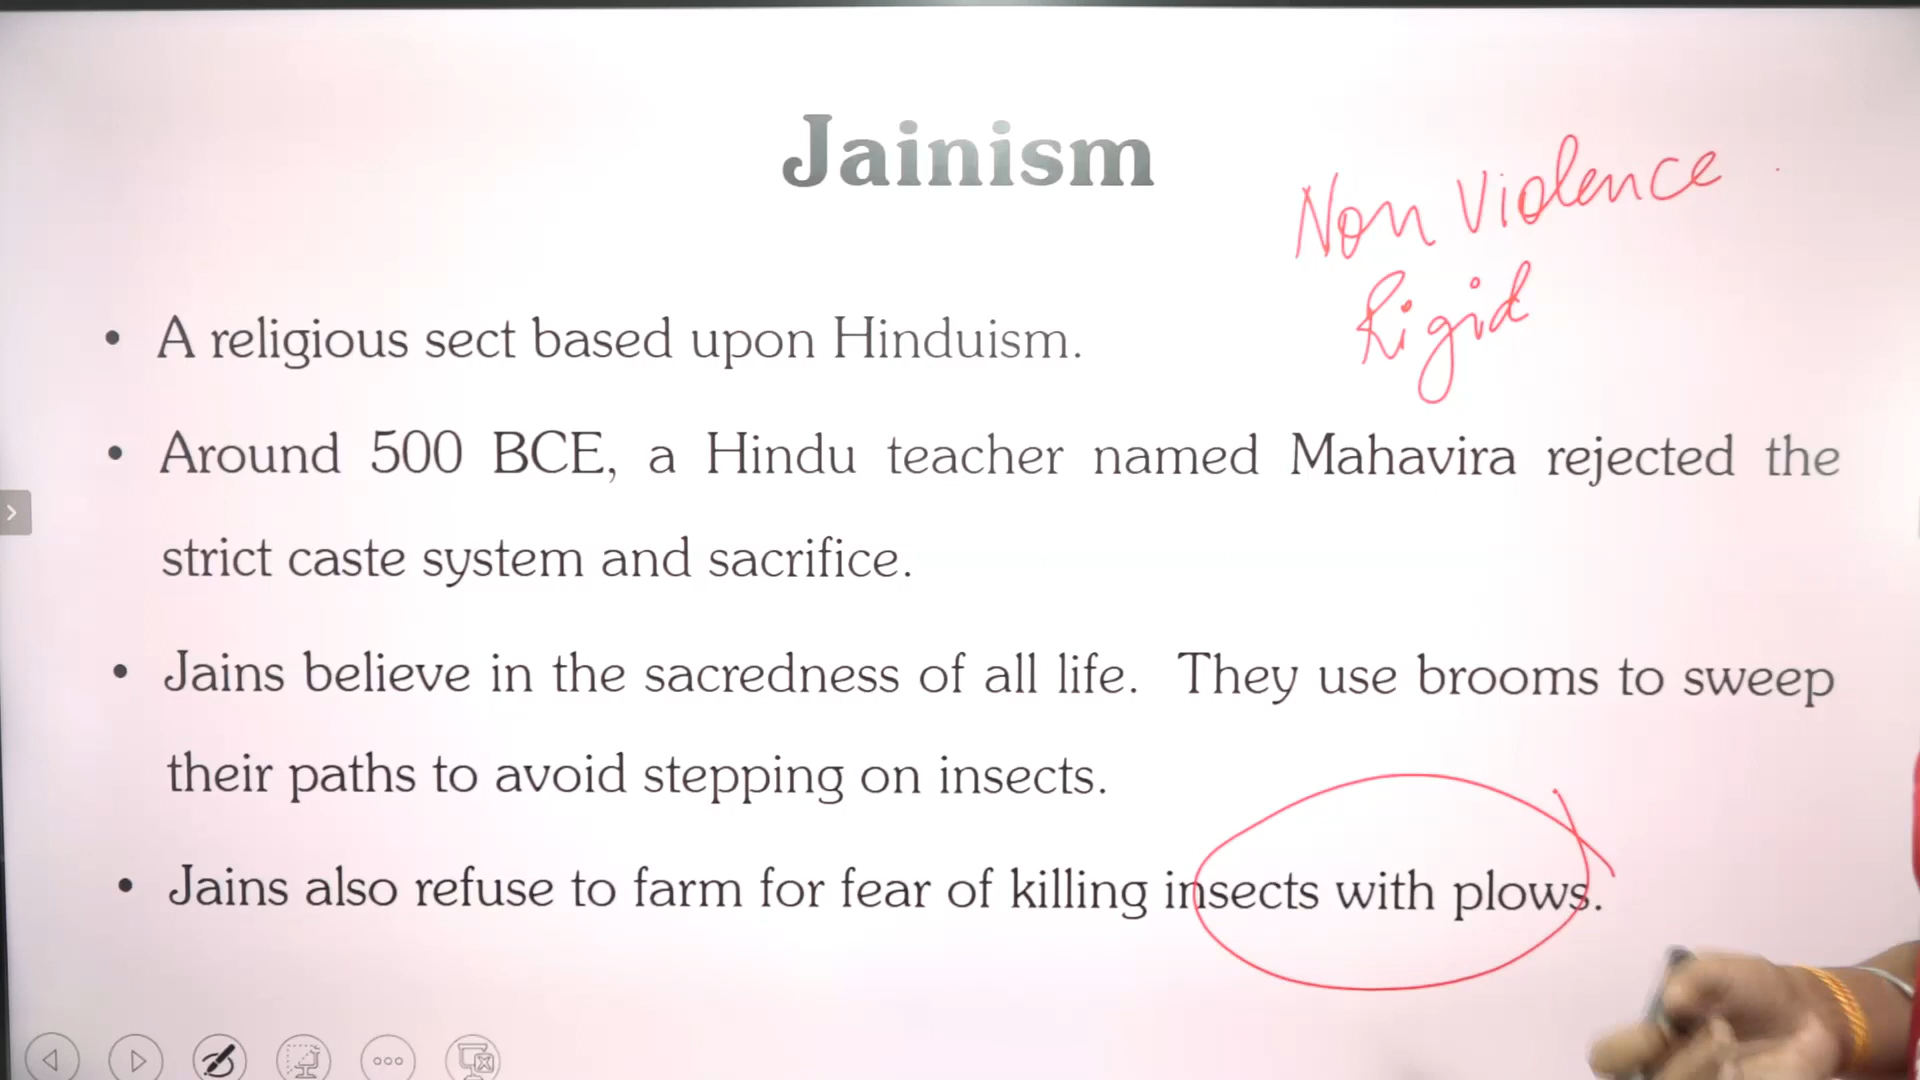 Jainism
Non Violence
Rigid
• A religious sect based upon Hinduism.
• Around 500 BCE, a Hindu teacher named Mahavira rejected the
strict caste system and sacrifice.
• Jains believe in the sacredness of all life. They use brooms to sweep
their paths to avoid stepping on insects.
• Jains also refuse to farm for fear of killing insects with plows.